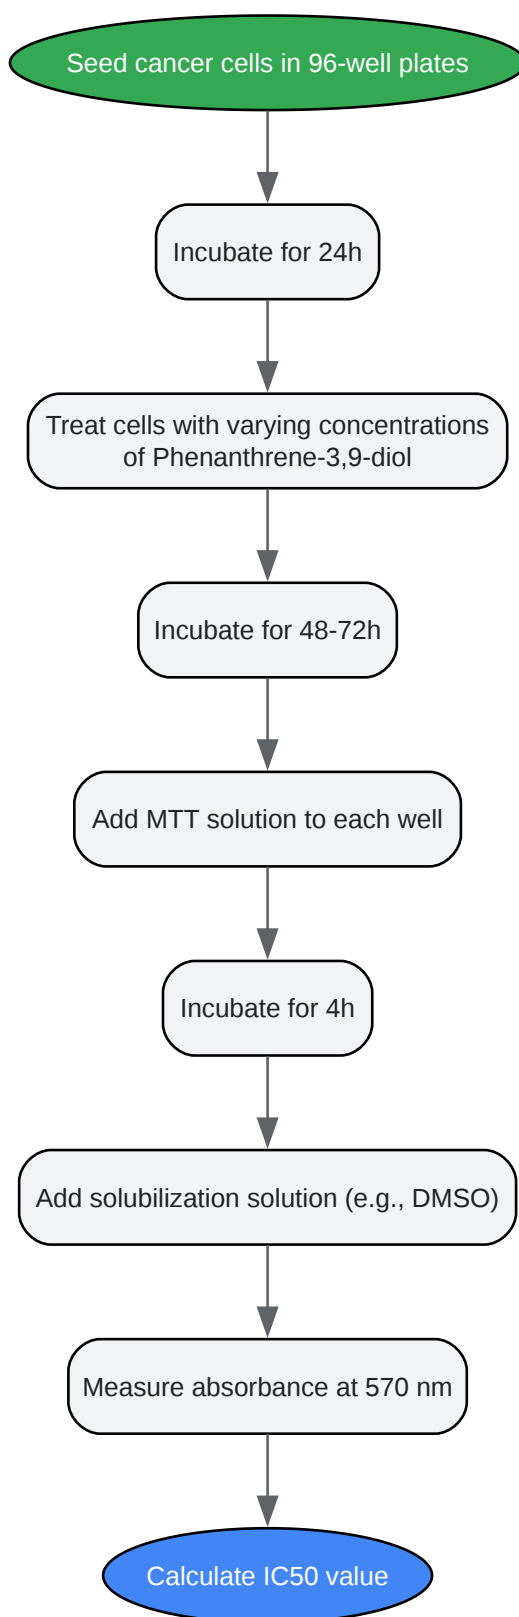 Seed cancer cells in 96-well plates
Incubate for 24h
Treat cells with varying concentrations
of Phenanthrene-3,9-diol
Incubate for 48-72h
Add MTT solution to each well
Incubate for 4h
Add solubilization solution (e.g., DMSO)
Measure absorbance at 570 nm
Calculate IC50 value